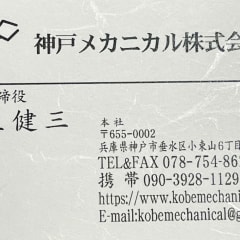 神戸メカニカル株式会
締役
健三
本社
〒655-0002
兵庫県神戸市垂水区小東山6丁目
TEL&FAX 078-754-86
携帯 090-3928-1129
https://www.kobemechanical
E-mail:kobemechanical@g